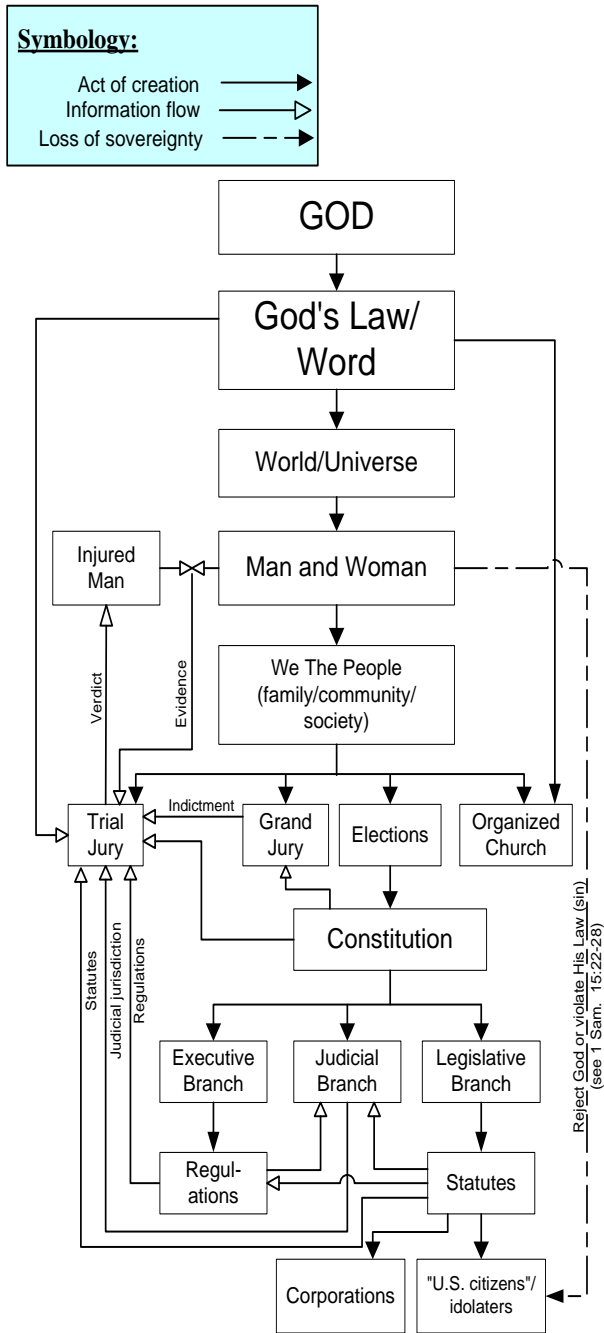 Symbology:
Act of creation
Information flow
Loss of sovereignty
GOD
God's Law/
Word
World/Universe
Injured
Man
Man and Woman
We The People
(family/community/
society)
Verdict
Evidence
Indictment
Trial
Jury
Grand
Jury
Elections
Organized
Church
Constitution
Statutes
Judicial jurisdiction
Regulations
Executive
Branch
Judicial
Branch
Legislative
Branch
Regul-
ations
Statutes
Corporations
"U.S. citizens"/
idolaters
Reject God or violate His Law (sin)
(see 1 Sam. 15:22-28)